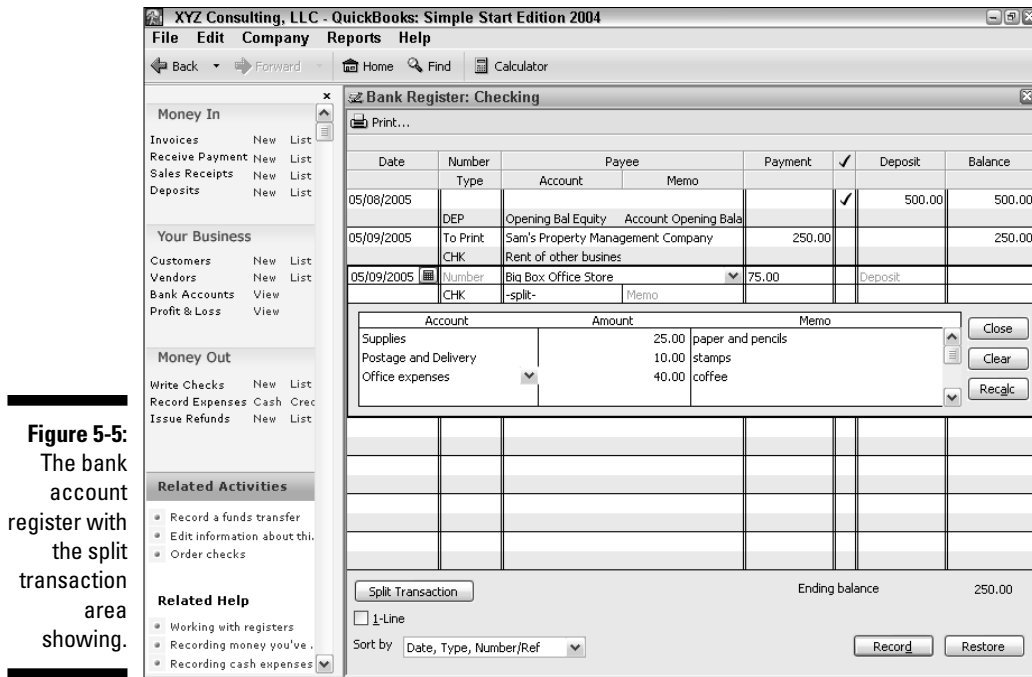 XYZ Consulting, LLC - QuickBooks: Simple Start Edition 2004
File Edit Company Reports Help
Back Forward Home Find Calculator
Money In
Invoices New List
Receive Payment New List
Sales Receipts New List
Deposits New List
Your Business
Customers New List
Vendors New List
Bank Accounts View
Profit & Loss View
Money Out
Write Checks New List
Record Expenses Cash Cred
Issue Refunds New List
Related Activities
Record a funds transfer
Edit information about thi.
Order checks
Related Help
Working with registers
Recording money you've .
Recording cash expenses
Bank Register: Checking
Print...
Date Number Payee Payment ✓ Deposit Balance
Type Account Memo
05/08/2005 ✓ 500.00 500.00
DEP Opening Bal Equity Account Opening Bala
05/09/2005 To Print Sam's Property Management Company 250.00 250.00
CHK Rent of other busines
05/09/2005 Number Big Box Office Store 75.00 Deposit
CHK -split- Memo
Account Amount Memo
Supplies 25.00 paper and pencils
Postage and Delivery 10.00 stamps
Office expenses 40.00 coffee
Close
Clear
Recalc
Split Transaction Ending balance 250.00
1-Line
Sort by Date, Type, Number/Ref Record Restore
Figure 5-5:
The bank
account
register with
the split
transaction
area
showing.